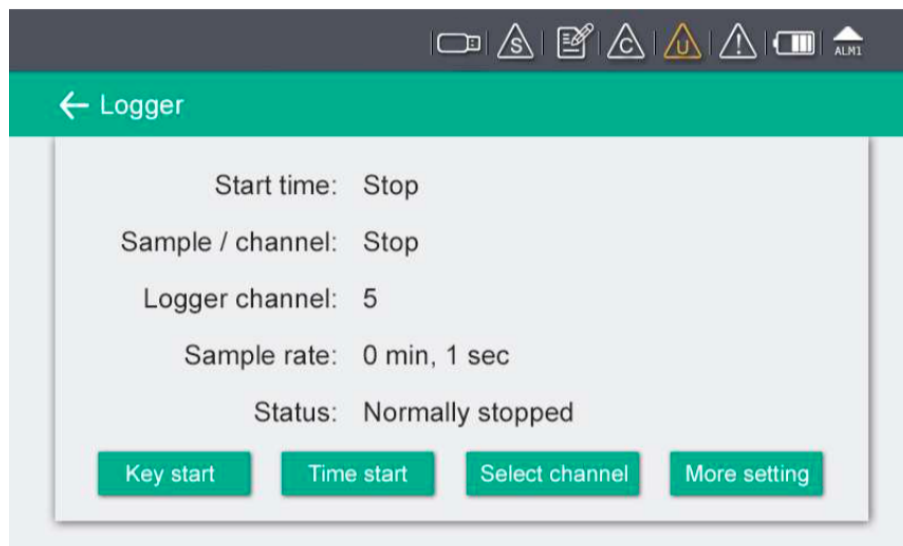 S C U ALM1
Logger
Start time: Stop
Sample / channel: Stop
Logger channel: 5
Sample rate: 0 min, 1 sec
Status: Normally stopped
Key start Time start Select channel More setting